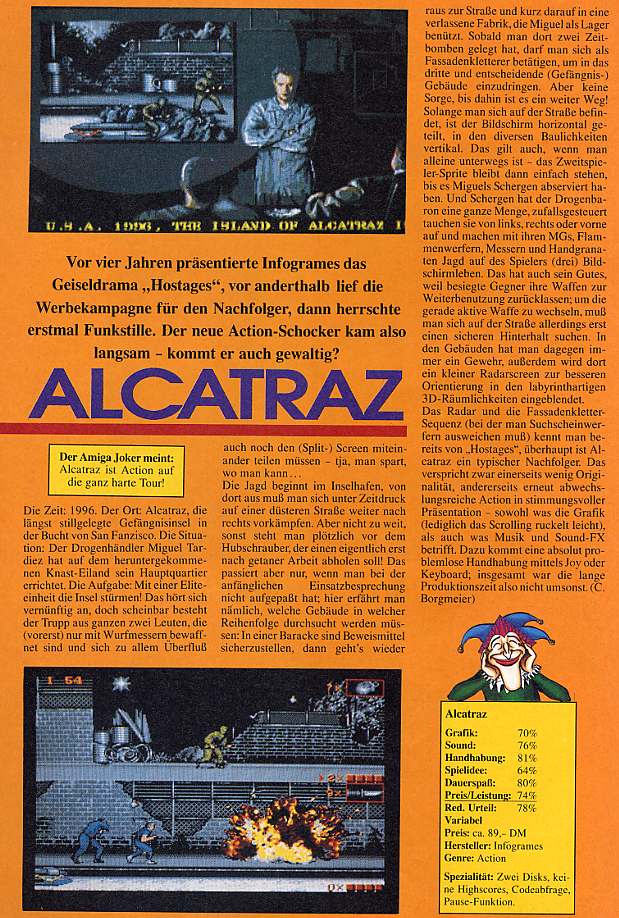 U.S.A. 1996, THE ISLAND OF ALCATRAZ
Vor vier Jahren präsentierte Infogrames das
Geiseldrama „Hostages”, vor anderthalb lief die
Werbekampagne für den Nachfolger, dann herrschte
erstmal Funkstille. Der neue Action-Schocker kam also
langsam – kommt er auch gewaltig?
ALCATRAZ
Der Amiga Joker meint:
Alcatraz ist Action auf
die ganz harte Tour!
Die Zeit: 1996. Der Ort: Alcatraz, die
längst stillgelegte Gefängnisinsel in
der Bucht von San Fanzisco. Die Situa-
tion: Der Drogenhändler Miguel Tar-
diez hat auf dem heruntergekomme-
nen Knast-Eiland sein Hauptquartier
errichtet. Die Aufgabe: Mit einer Elite-
einheit die Insel stürmen! Das hört sich
vernünftig an, doch scheinbar besteht
der Trupp aus ganzen zwei Leuten, die
(vorerst) nur mit Wurfmessern bewaff-
net sind und sich zu allem Überfluß
auch noch den (Split-) Screen mitein-
ander teilen müssen – tja, man spart,
wo man kann . . .
Die Jagd beginnt im Inselhafen, von
dort aus muß man sich unter Zeitdruck
auf einer düsteren Straße weiter nach
rechts vorkämpfen. Aber nicht zu weit,
sonst steht man plötzlich vor dem
Hubschrauber, der einen eigentlich erst
nach getaner Arbeit abholen soll! Das
passiert aber nur, wenn man bei der
anfänglichen Einsatzbesprechung
nicht aufgepaßt hat; her erfährt man
nämlich, welche Gebäude in welcher
Reihenfolge durchsucht werden müs-
sen: In einer Baracke sind Beweismittel
sicherzustellen, dann geht's wieder
raus zur Straße und kurz darauf in eine
verlassene Fabrik, die Miguel als Lager
benützt. Sobald man dort zwei Zeit-
bomben gelegt hat, darf man sich als
Fassadenkletterer betätigen, um in das
dritte und entscheidende (Gefängnis-)
Gebäude einzudringen. Aber keine
Sorge, bis dahin ist es ein weiter Weg!
Solange man sich auf der Straße befin-
det, ist der Bildschirm horizontal ge-
teilt, in den diversen Baulichkeiten
vertikal. Das gilt auch, wenn man
alleine unterwegs ist – das Zweitspie-
ler-Sprite bleibt dann einfach stehen,
bis es Miguels Schergen abserviert ha-
ben. Und Schergen hat der Drogenba-
ron eine ganze Menge, zufallsgesteuert
tauchen sie von links, rechts oder vorne
auf und machen mit ihren MGs, Flam-
menwerfern, Messern und Handgrana-
ten Jagd auf des Spielers (drei) Bild-
schirmleben. Das hat auch sein Gutes,
weil besiegte Gegner ihre Waffen zur
Weiterbenutzung zurücklassen; um die
gerade aktive Waffe zu wechseln, muß
man sich auf der Straße allerdings erst
einen sicheren Hinterhalt suchen. In
den Gebäuden hat man dagegen im-
mer ein Gewehr, außerdem wird dort
ein kleiner Radarscreen zur besseren
Orientierung in den labyrinthartigen
3D-Räumlichkeiten eingeblendet.
Das Radar und die Fassadenkletter-
Sequenz (bei der man Suchscheinwer-
fern ausweichen muß) kennt man be-
reits von „Hostages”, überhaupt ist Al-
catraz ein typischer Nachfolger. Das
verspricht zwar einerseits wenig Origi-
nalität, andererseits erneut abwechs-
lungsreiche Action in stimmungsvoller
Präsentation – sowohl was die Grafik
(lediglich das Scrolling ruckelt leicht),
als auch was Musik und Sound-FX
betrifft. Dazu kommt eine absolut pro-
blemlose Handhabung mittels Joy oder
Keyboard; insgesamt war die lange
Produktionszeit also nicht umsonst. (C.
Borgmeier)
1 54
Alcatraz
Grafik: 70%
Sound: 76%
Handhabung: 81%
Spielidee: 64%
Dauerspaß: 80%
Preis/Leistung: 74%
Red. Urteil: 78%
Variabel
Preis: ca. 89,- DM
Hersteller: Infogrames
Genre: Action
Spezialität: Zwei Disks, kei-
ne Highscores, Codeabfrage,
Pause-Funktion.